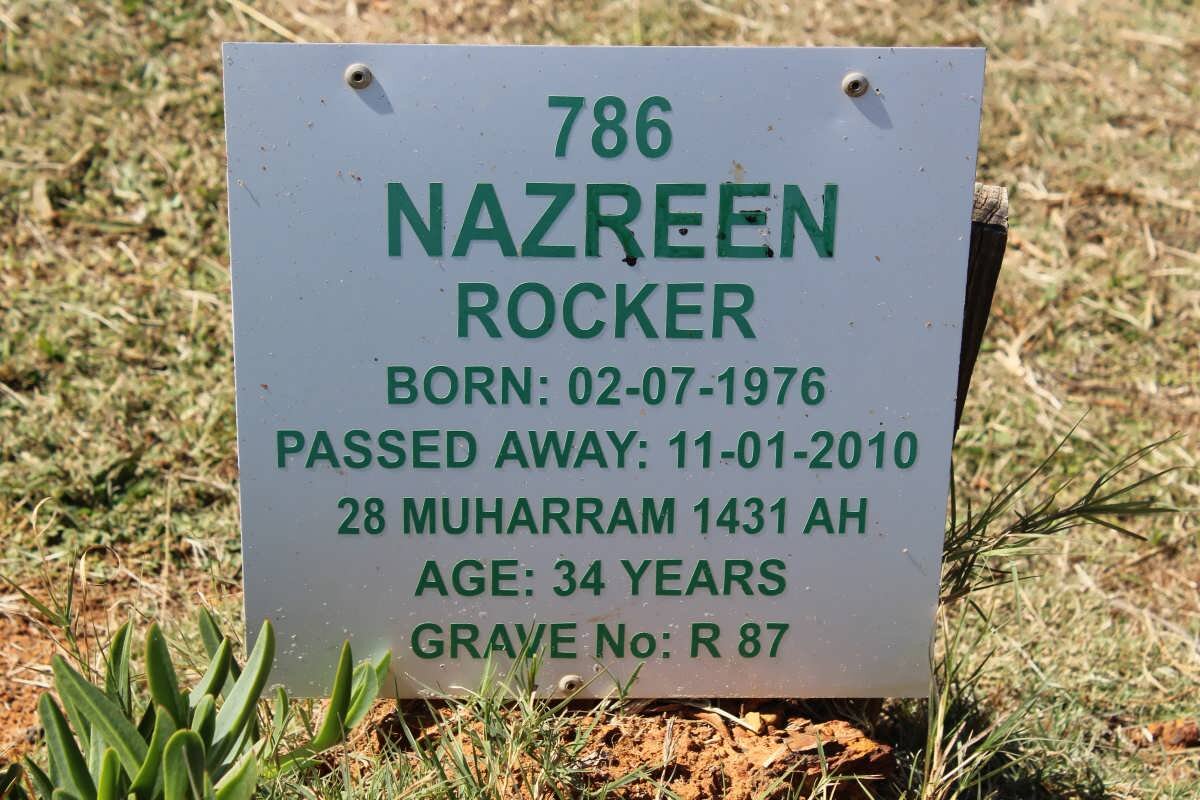 786
NAZREEN
ROCKER
BORN: 02-07-1976
PASSED AWAY: 11-01-2010
28 MUHARRAM 1431 AH
AGE: 34 YEARS
GRAVE No: R 87